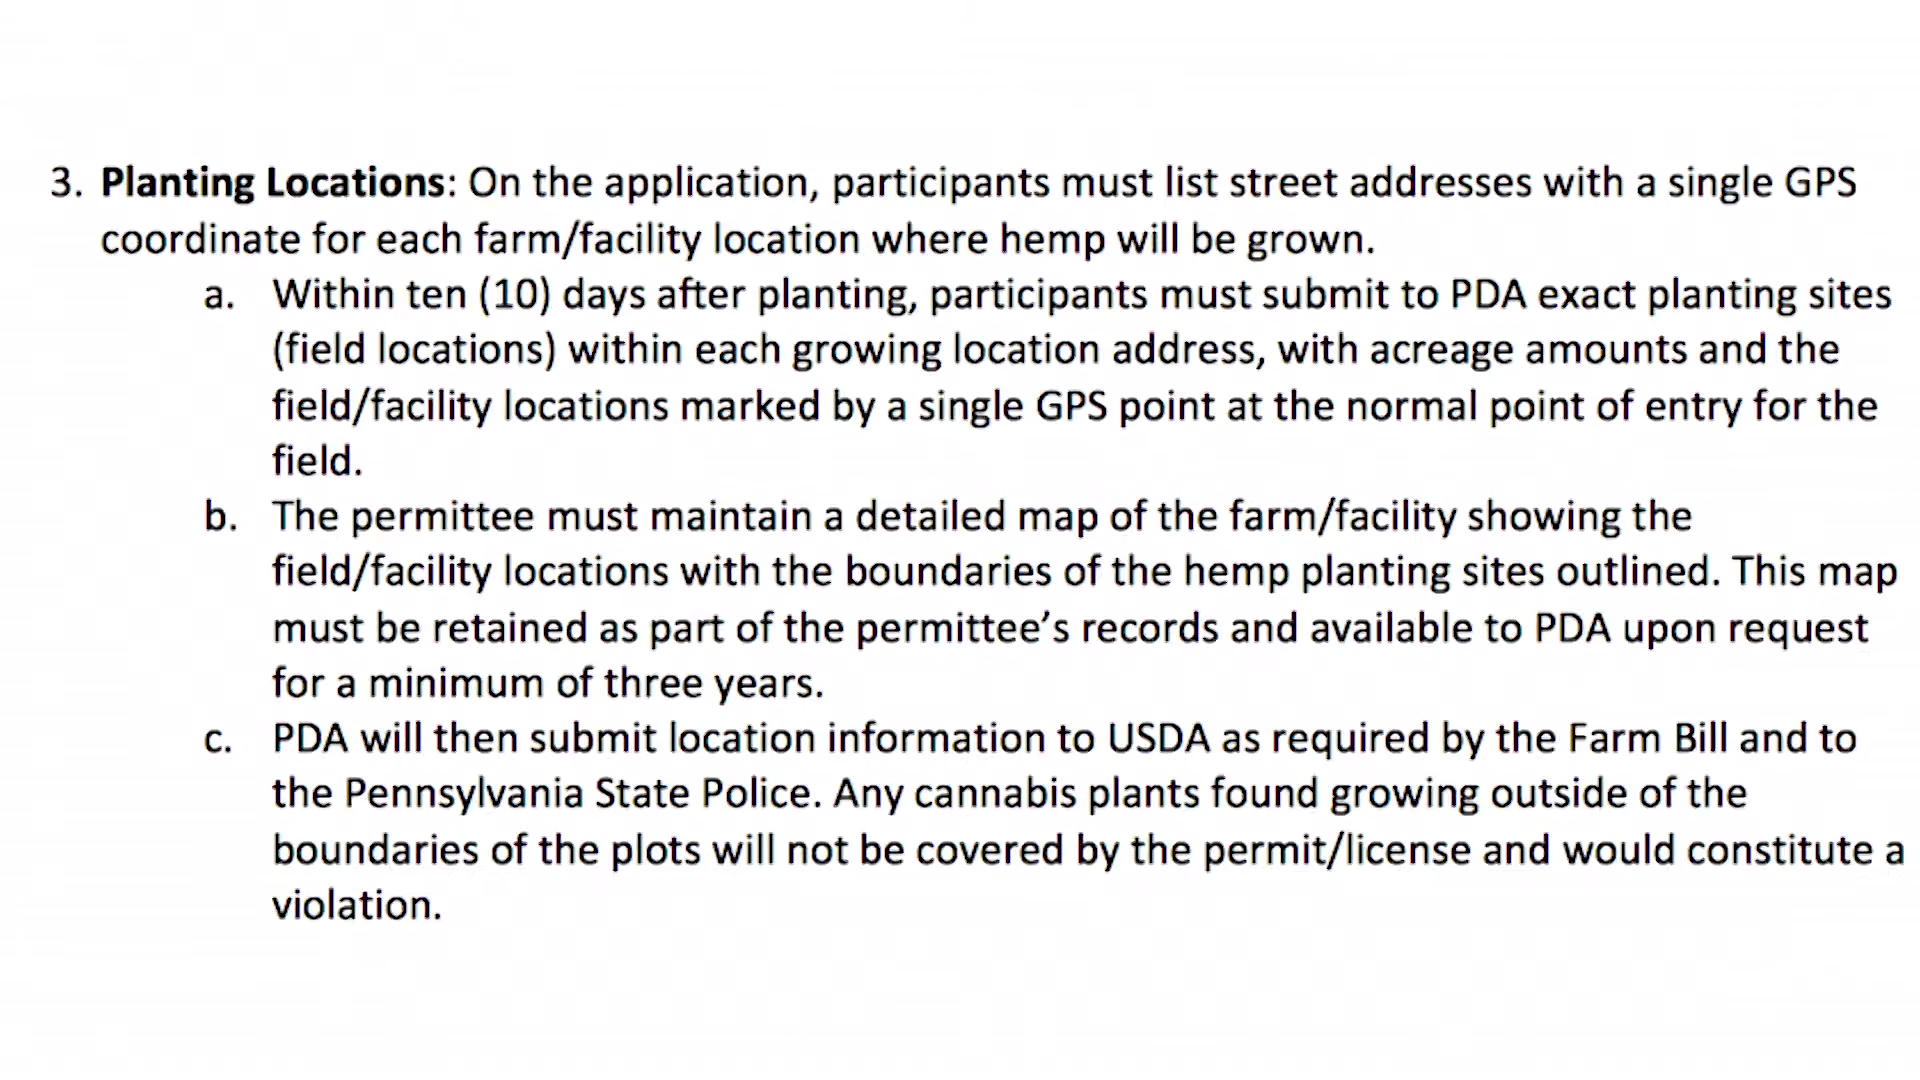 3. Planting Locations: On the application, participants must list street addresses with a single GPS
coordinate for each farm/facility location where hemp will be grown.
a. Within ten (10) days after planting, participants must submit to PDA exact planting sites
(field locations) within each growing location address, with acreage amounts and the
field/facility locations marked by a single GPS point at the normal point of entry for the
field.
b. The permittee must maintain a detailed map of the farm/facility showing the
field/facility locations with the boundaries of the hemp planting sites outlined. This map
must be retained as part of the permittee’s records and available to PDA upon request
for a minimum of three years.
c. PDA will then submit location information to USDA as required by the Farm Bill and to
the Pennsylvania State Police. Any cannabis plants found growing outside of the
boundaries of the plots will not be covered by the permit/license and would constitute a
violation.